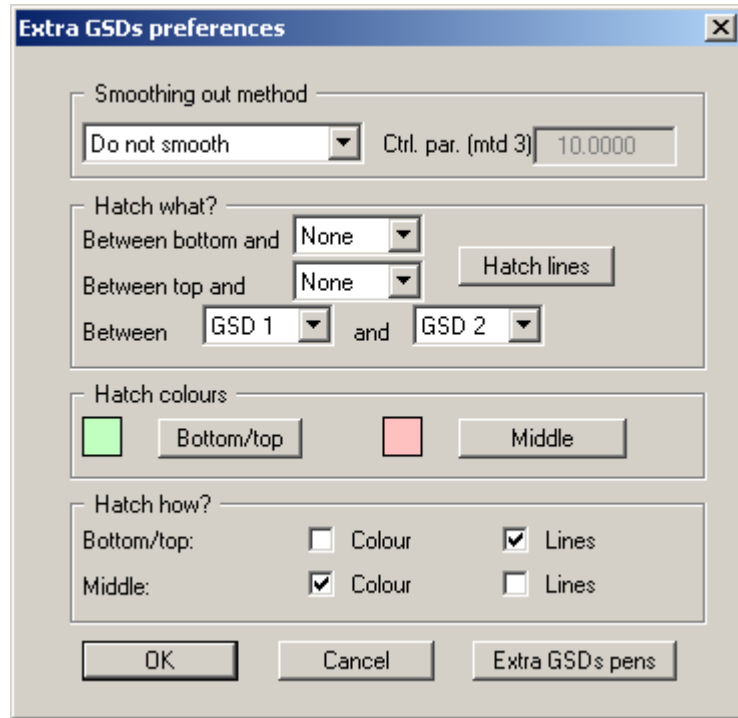 Extra GSDs preferences
Smoothing out method
Do not smooth Ctrl. par. (mtd 3) 10.0000
Hatch what?
Between bottom and None
Hatch lines
Between top and None
Between GSD 1 and GSD 2
Hatch colours
Bottom/top Middle
Hatch how?
Bottom/top: Colour Lines
Middle: Colour Lines
OK Cancel Extra GSDs pens